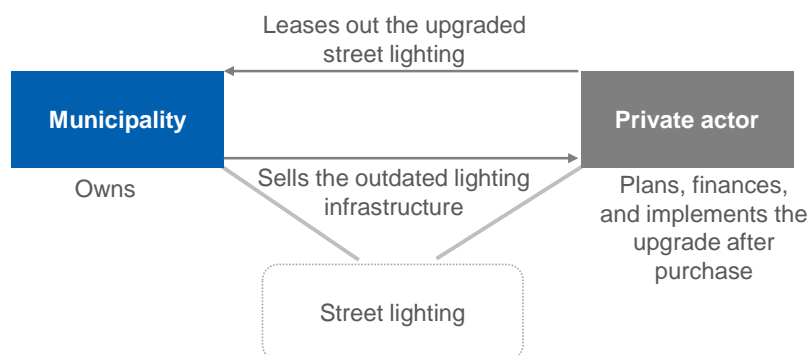 Leases out the upgraded
street lighting
Municipality
Private actor
Owns
Sells the outdated lighting
infrastructure
Plans, finances,
and implements the
upgrade after
purchase
Street lighting